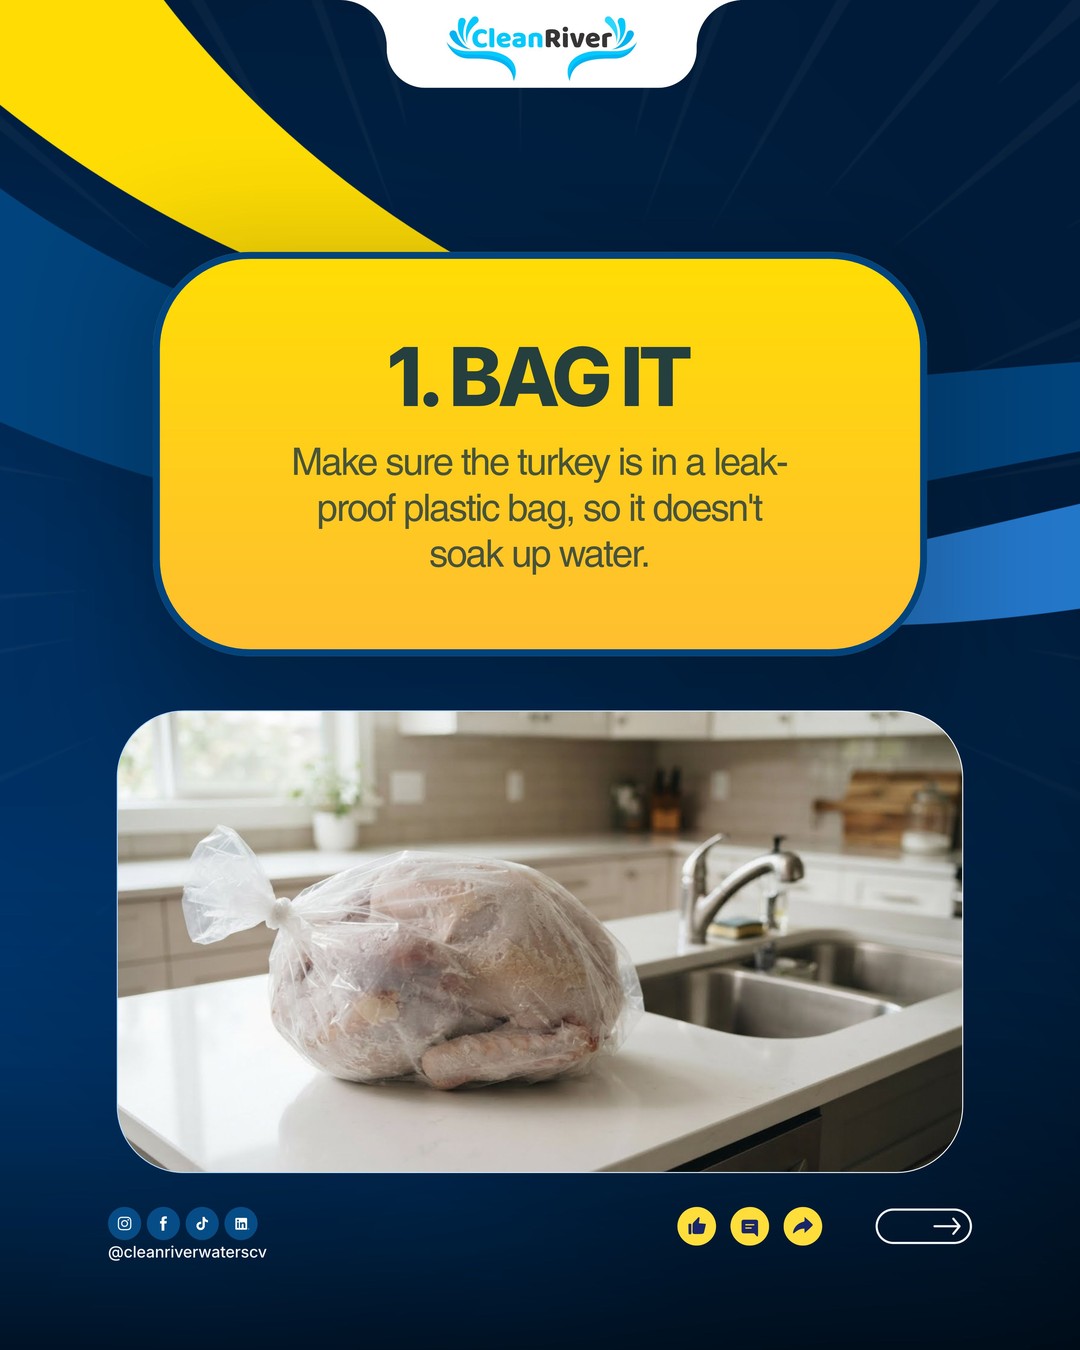 CleanRiver
1. BAG IT
Make sure the turkey is in a leak-
proof plastic bag, so it doesn't
soak up water.
@cleanriverwaterscv